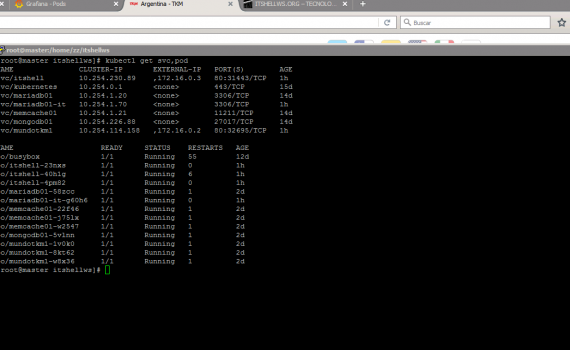 Grafana - Pods
Argentina - TKM
ITSHELLWS.ORG – TECNOLO
Buscar
root@master:/home/zz/itshellws
root@master itshellws]# kubectl get svc,pod
AME CLUSTER-IP EXTERNAL-IP PORT(S) AGE
vc/itshell 10.254.230.89 ,172.16.0.3 80:31443/TCP 1h
vc/kubernetes 10.254.0.1 <none> 443/TCP 15d
vc/mariadb01 10.254.1.20 <none> 3306/TCP 14d
vc/mariadb01-it 10.254.1.70 <none> 3306/TCP 1h
vc/memcache01 10.254.1.21 <none> 11211/TCP 14d
vc/mongodb01 10.254.226.88 <none> 27017/TCP 14d
vc/mundotkm1 10.254.114.158 ,172.16.0.2 80:32695/TCP 1h
AME READY STATUS RESTARTS AGE
o/busybox 1/1 Running 55 12d
o/itshell-23nxs 1/1 Running 0 1h
o/itshell-40h1g 1/1 Running 6 1h
o/itshell-4pm82 1/1 Running 0 1h
o/mariadb01-58zcc 1/1 Running 1 2d
o/mariadb01-it-g60h6 1/1 Running 0 1h
o/memcache01-22f46 1/1 Running 1 2d
o/memcache01-j75lx 1/1 Running 1 2d
o/memcache01-w2547 1/1 Running 1 2d
o/mongodb01-5v1nn 1/1 Running 1 2d
o/mundotkm1-1v0k0 1/1 Running 1 2d
o/mundotkm1-8kt62 1/1 Running 1 2d
o/mundotkm1-w8x36 1/1 Running 1 2d
root@master itshellws]#